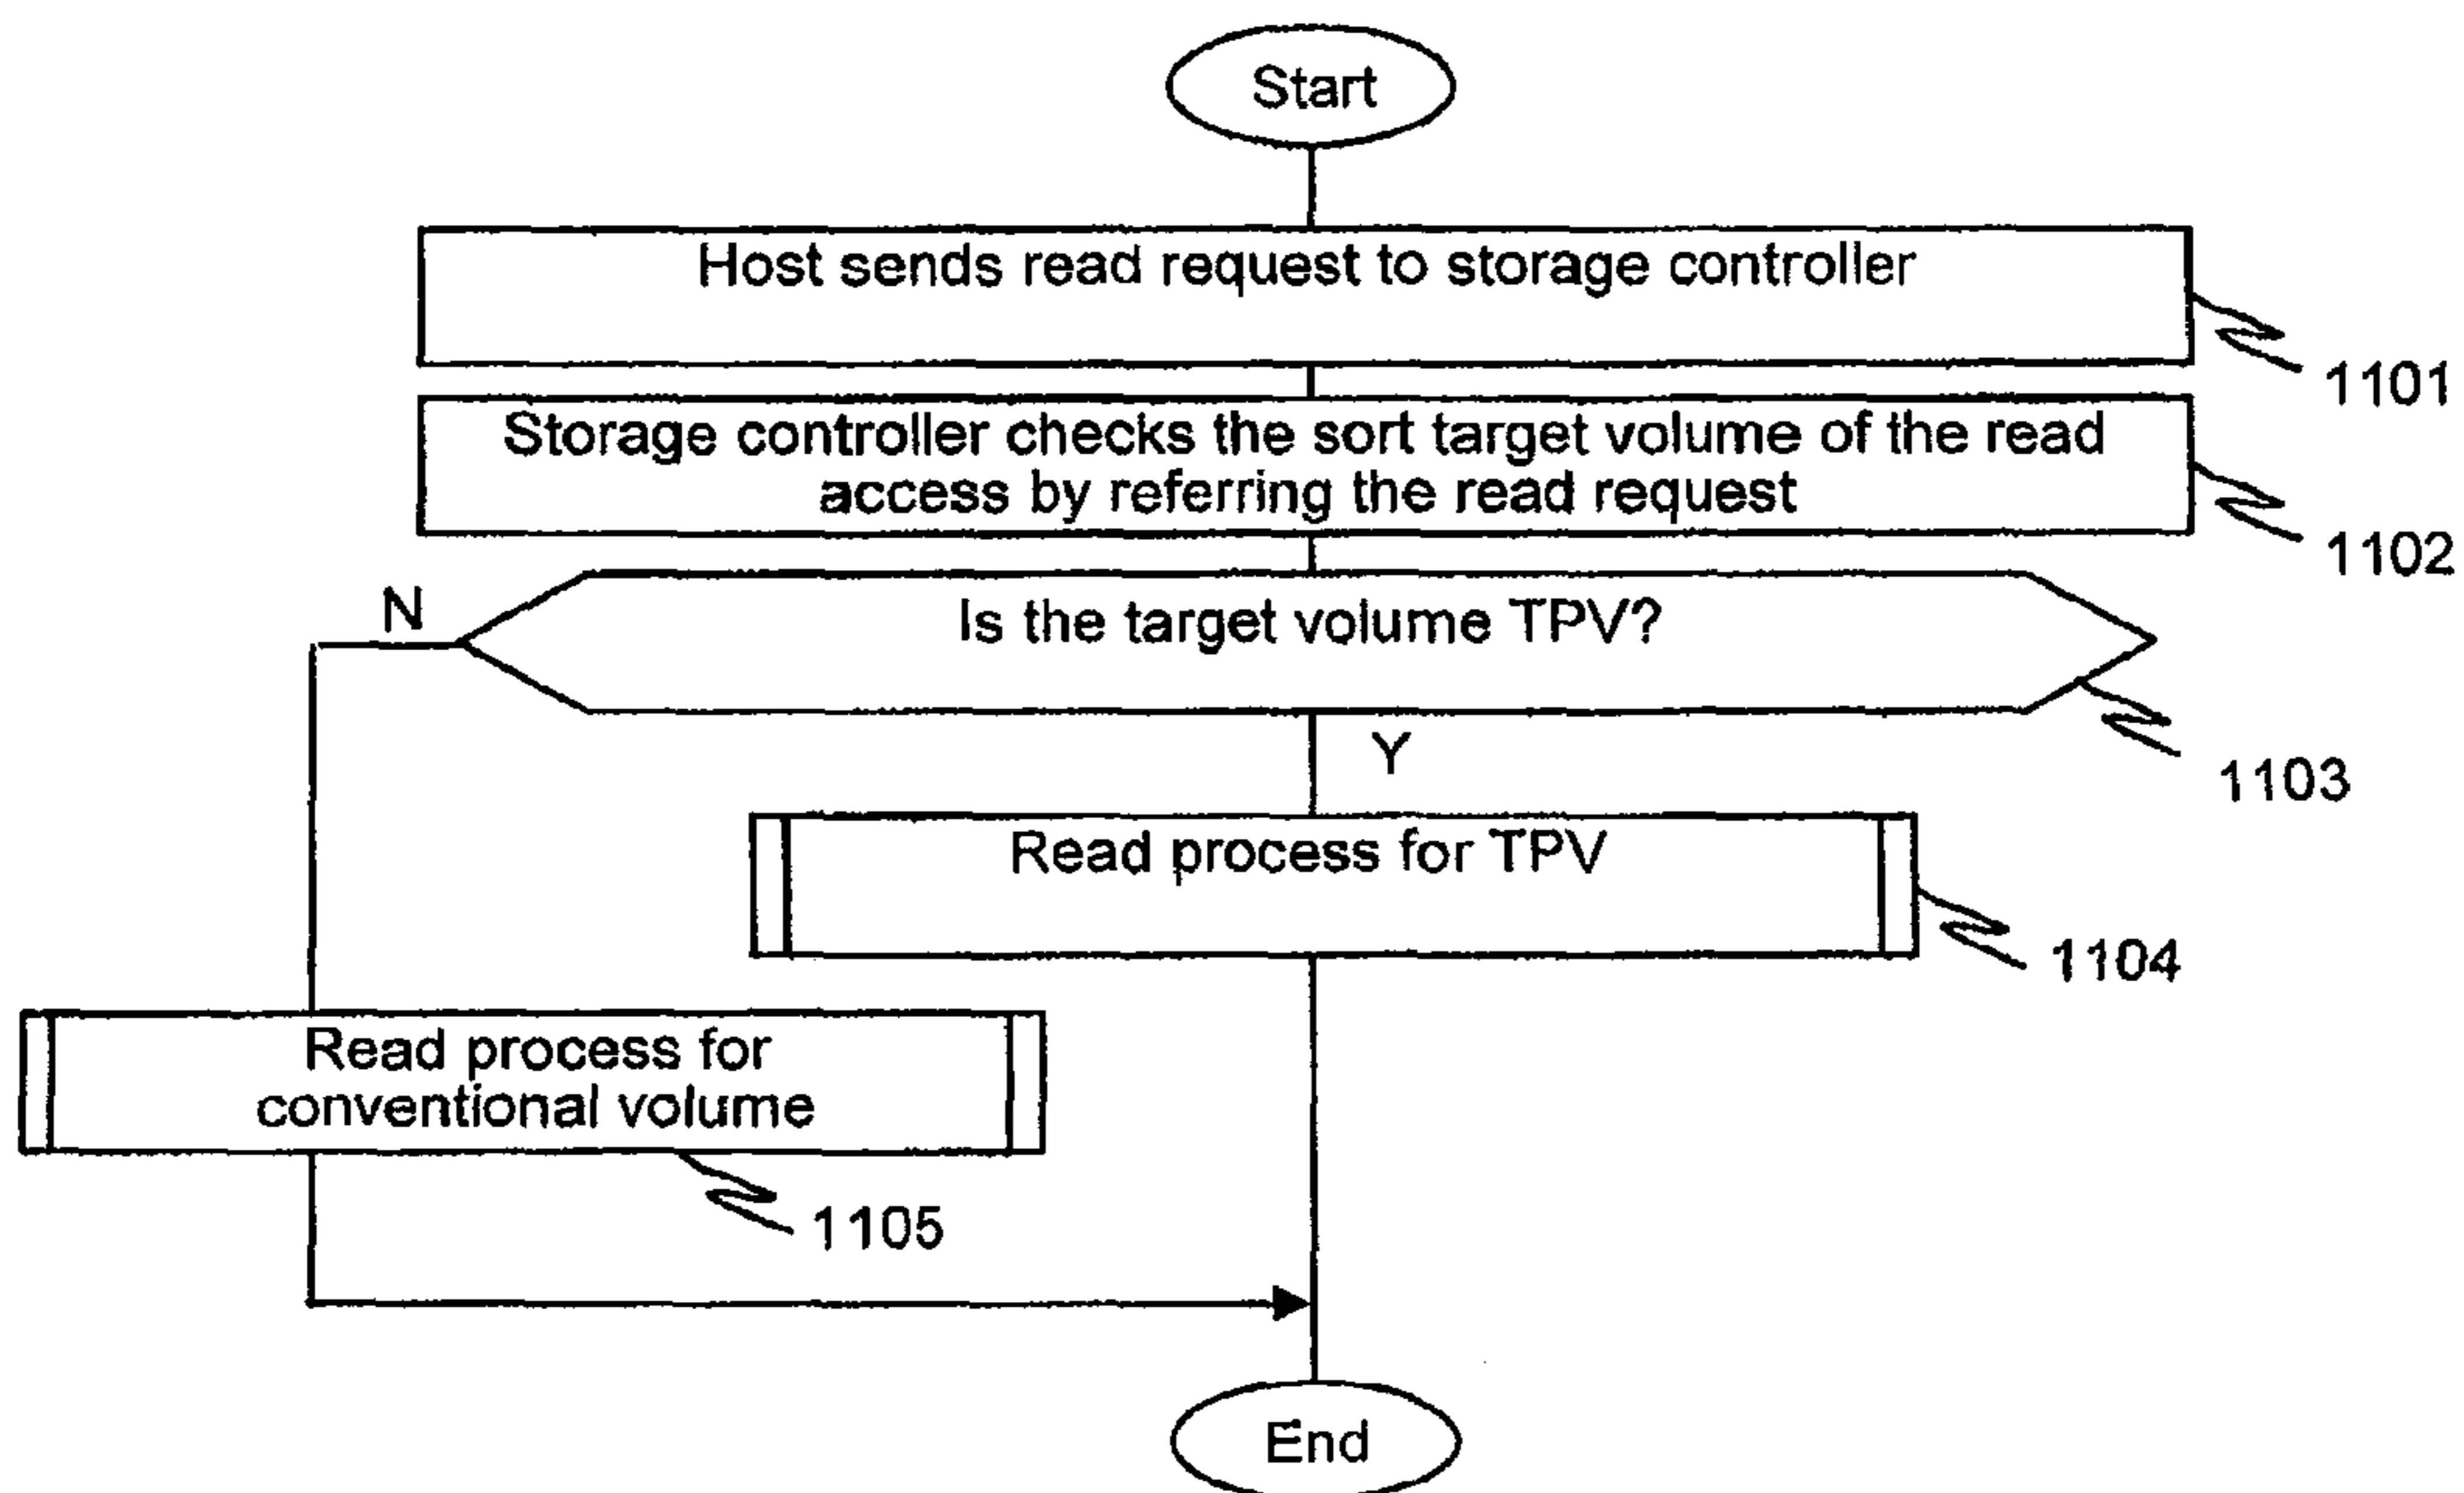 Start
Host sends read request to storage controller
1101
Storage controller checks the sort target volume of the read
access by referring the read request
1102
N
Is the target volume TPV?
1103
Y
Read process for TPV
1104
Read process for
conventional volume
1105
End